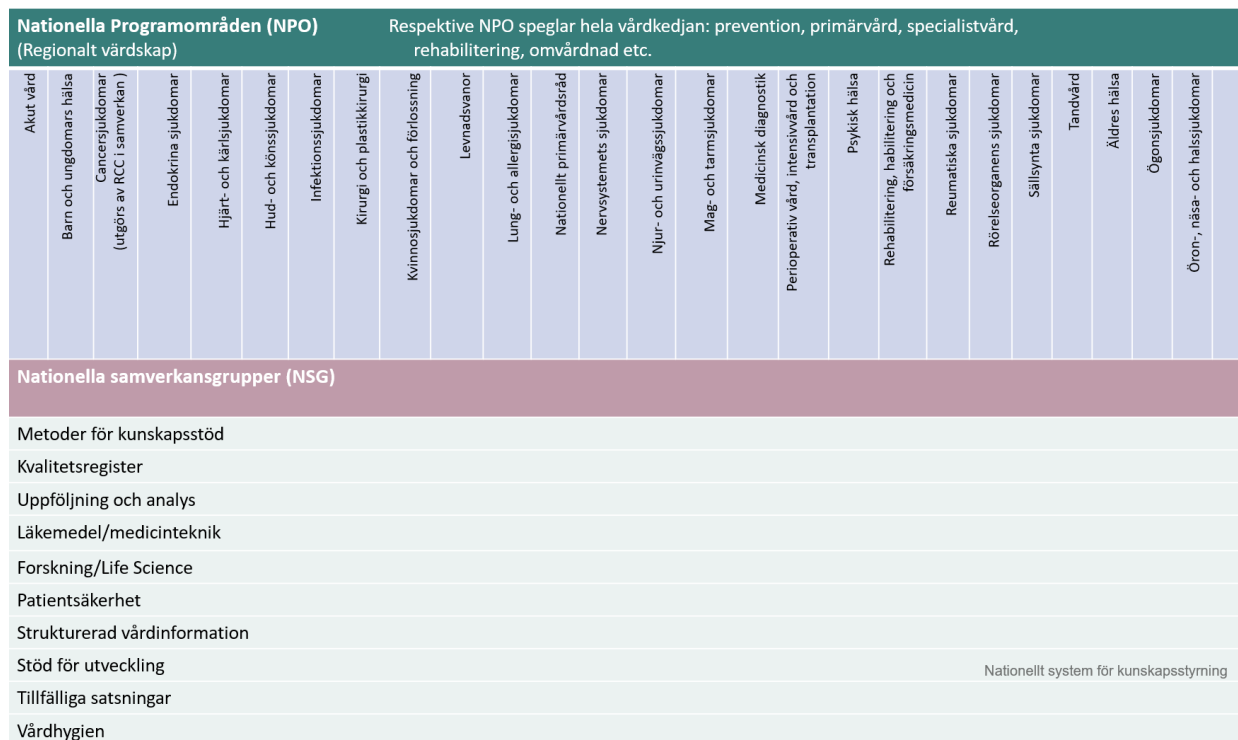 Nationella Programområden (NPO)
(Regionalt värdskap)
Respektive NPO speglar hela vårdkedjan: prevention, primärvård, specialistvård,
rehabilitering, omvårdnad etc.
Akut vård
Barn och ungdomars hälsa
Cancersjukdomar
(utgörs av RCC i samverkan )
Endokrina sjukdomar
Hjärt- och kärlsjukdomar
Hud- och könssjukdomar
Infektionssjukdomar
Kirurgi och plastikkirurgi
Kvinnosjukdomar och förlossning
Levnadsvanor
Lung- och allergisjukdomar
Nationellt primärvårdsråd
Nervsystemets sjukdomar
Njur- och urinvägssjukdomar
Mag- och tarmsjukdomar
Medicinsk diagnostik
Perioperativ vård, intensivvård och
transplantation
Psykisk hälsa
Rehabilitering, habilitering och
försäkringsmedicin
Reumatiska sjukdomar
Rörelseorganens sjukdomar
Sällsynta sjukdomar
Tandvård
Äldres hälsa
Ögonsjukdomar
Öron-, näsa- och halssjukdomar
Nationella samverkansgrupper (NSG)
Metoder för kunskapsstöd
Kvalitetsregister
Uppföljning och analys
Läkemedel/medicinteknik
Forskning/Life Science
Patientsäkerhet
Strukturerad vårdinformation
Stöd för utveckling
Nationellt system för kunskapsstyrning
Tillfälliga satsningar
Vårdhygien